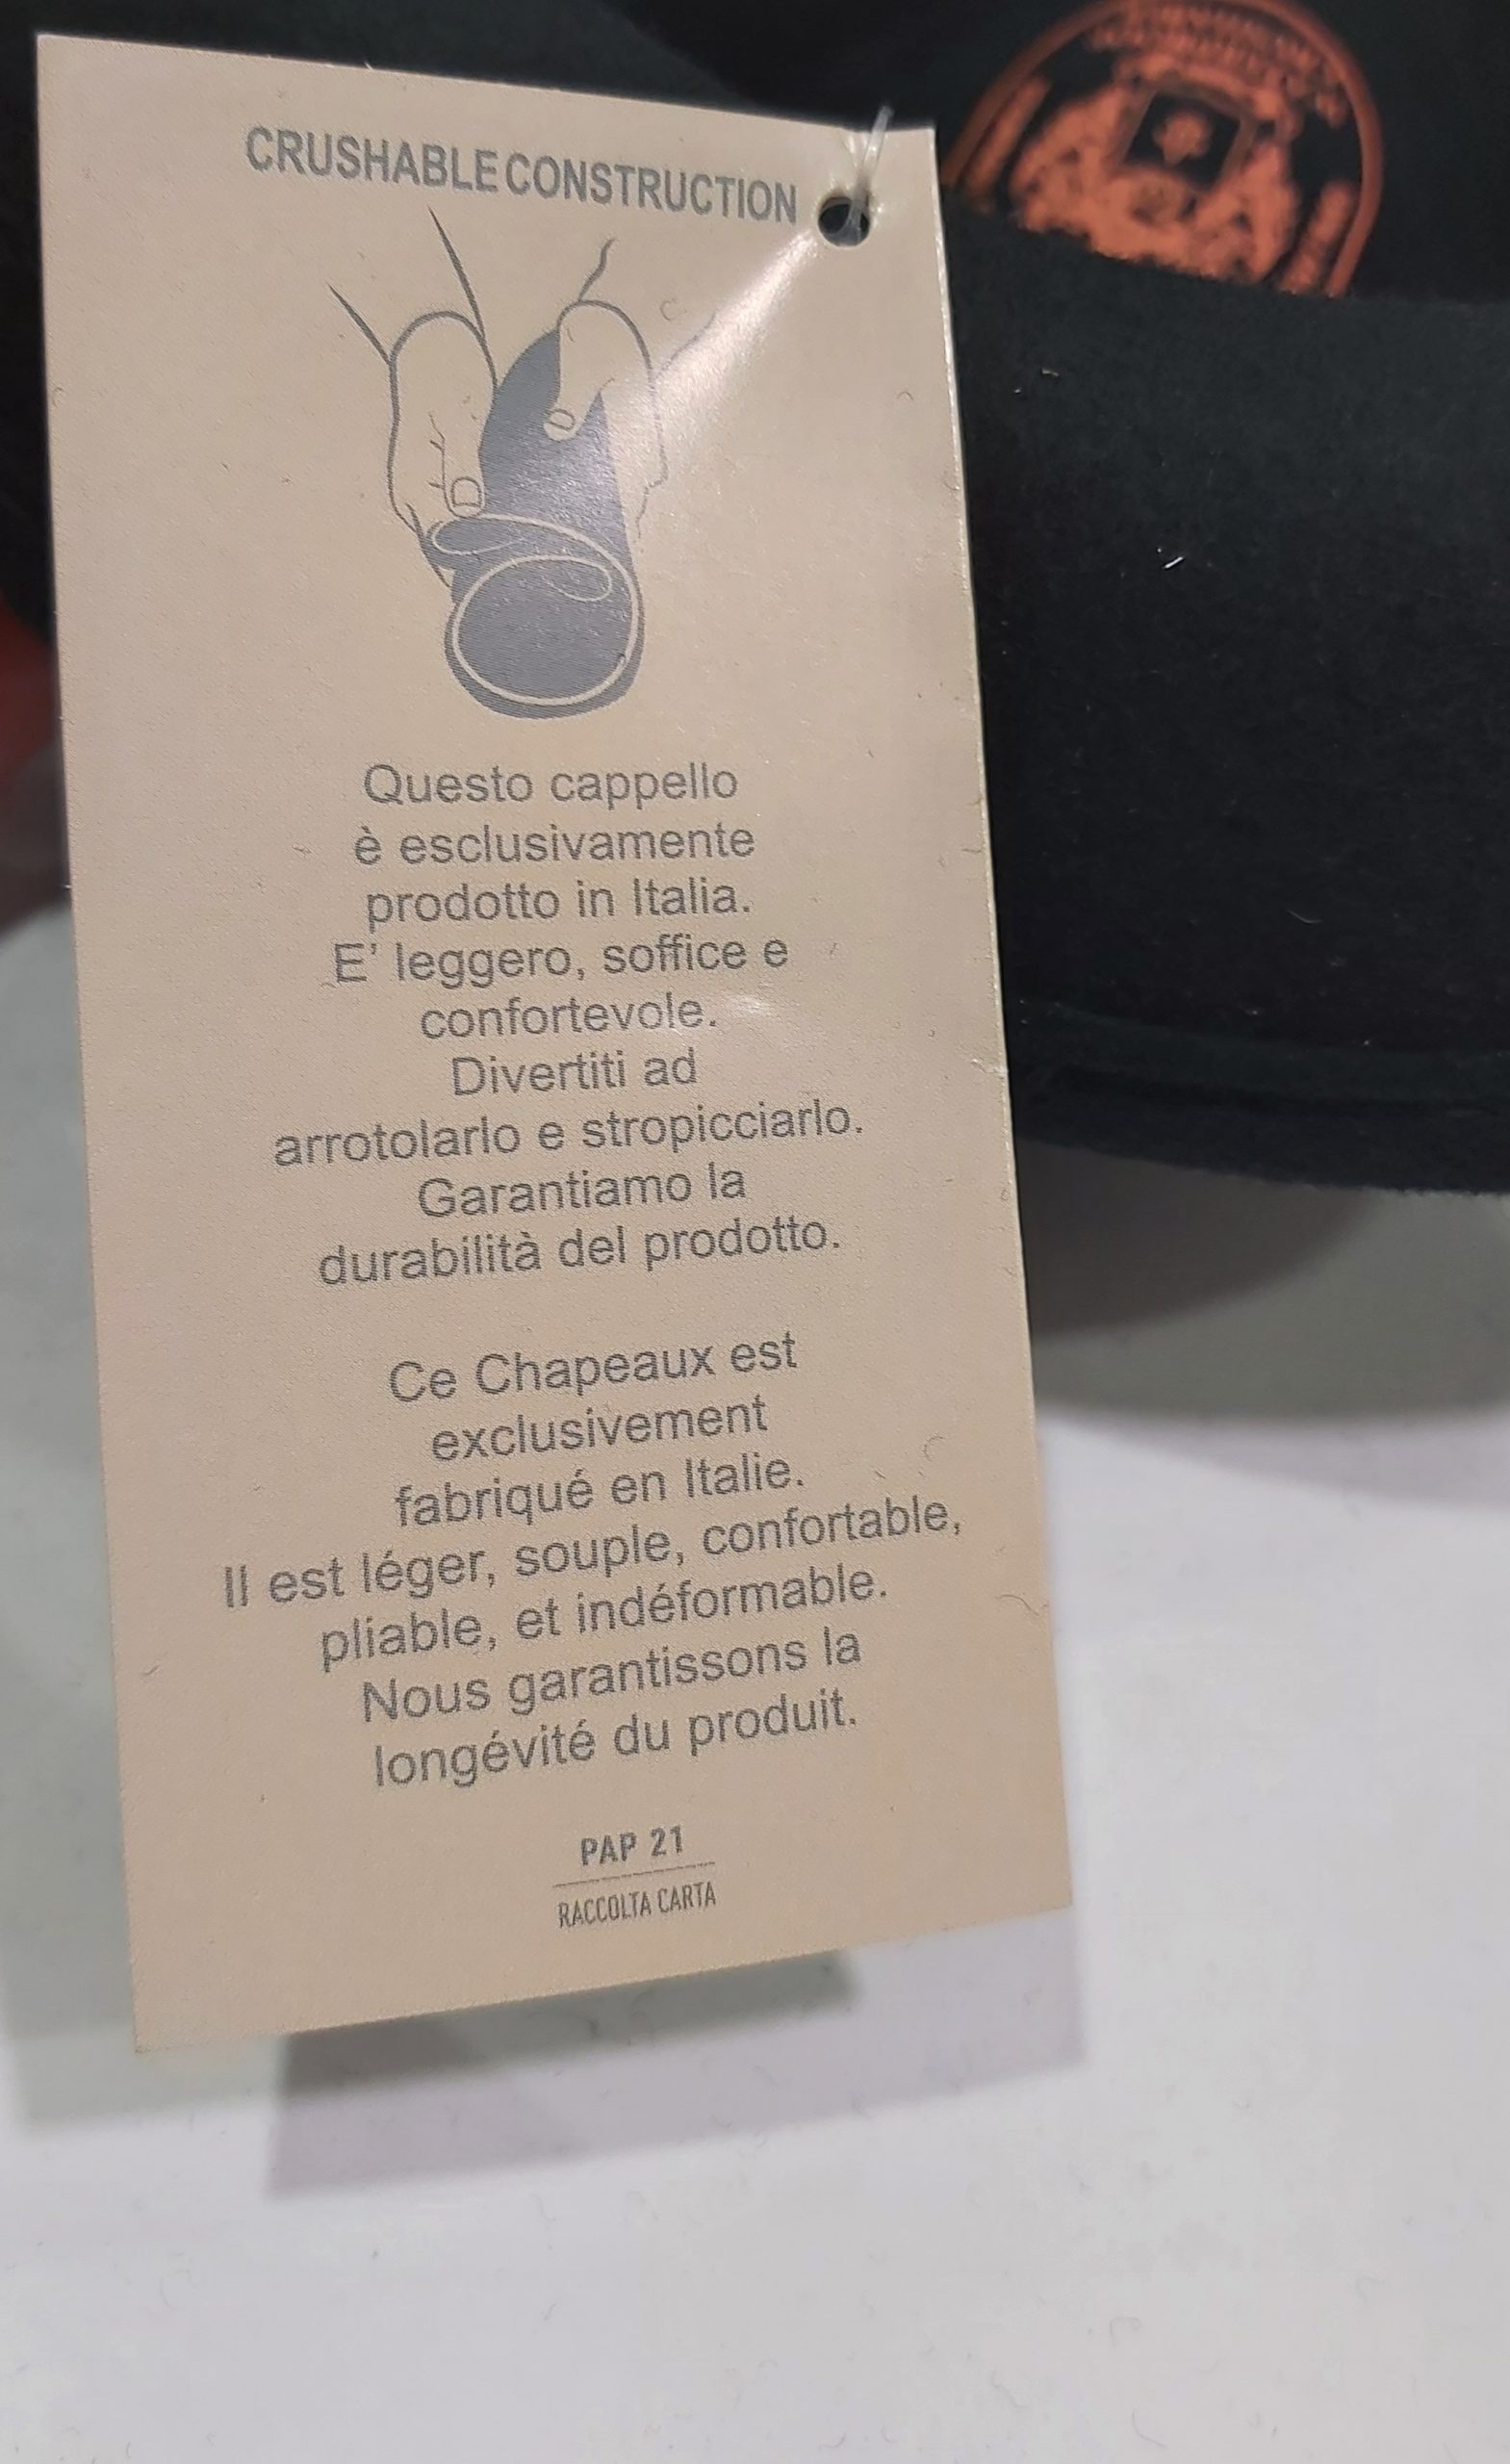 CRUSHABLE CONSTRUCTION
Questo cappello
è esclusivamente
prodotto in Italia.
E' leggero, soffice e
confortevole.
Divertiti ad
arrotolarlo e stropicciarlo.
Garantiamo la
durabilità del prodotto.
Ce Chapeaux est
exclusivement
fabriqué en Italie.
Il est léger, souple, confortable,
pliable, et indéformable.
Nous garantissons la
longévité du produit.
PAP 21
RACCOLTA CARTA